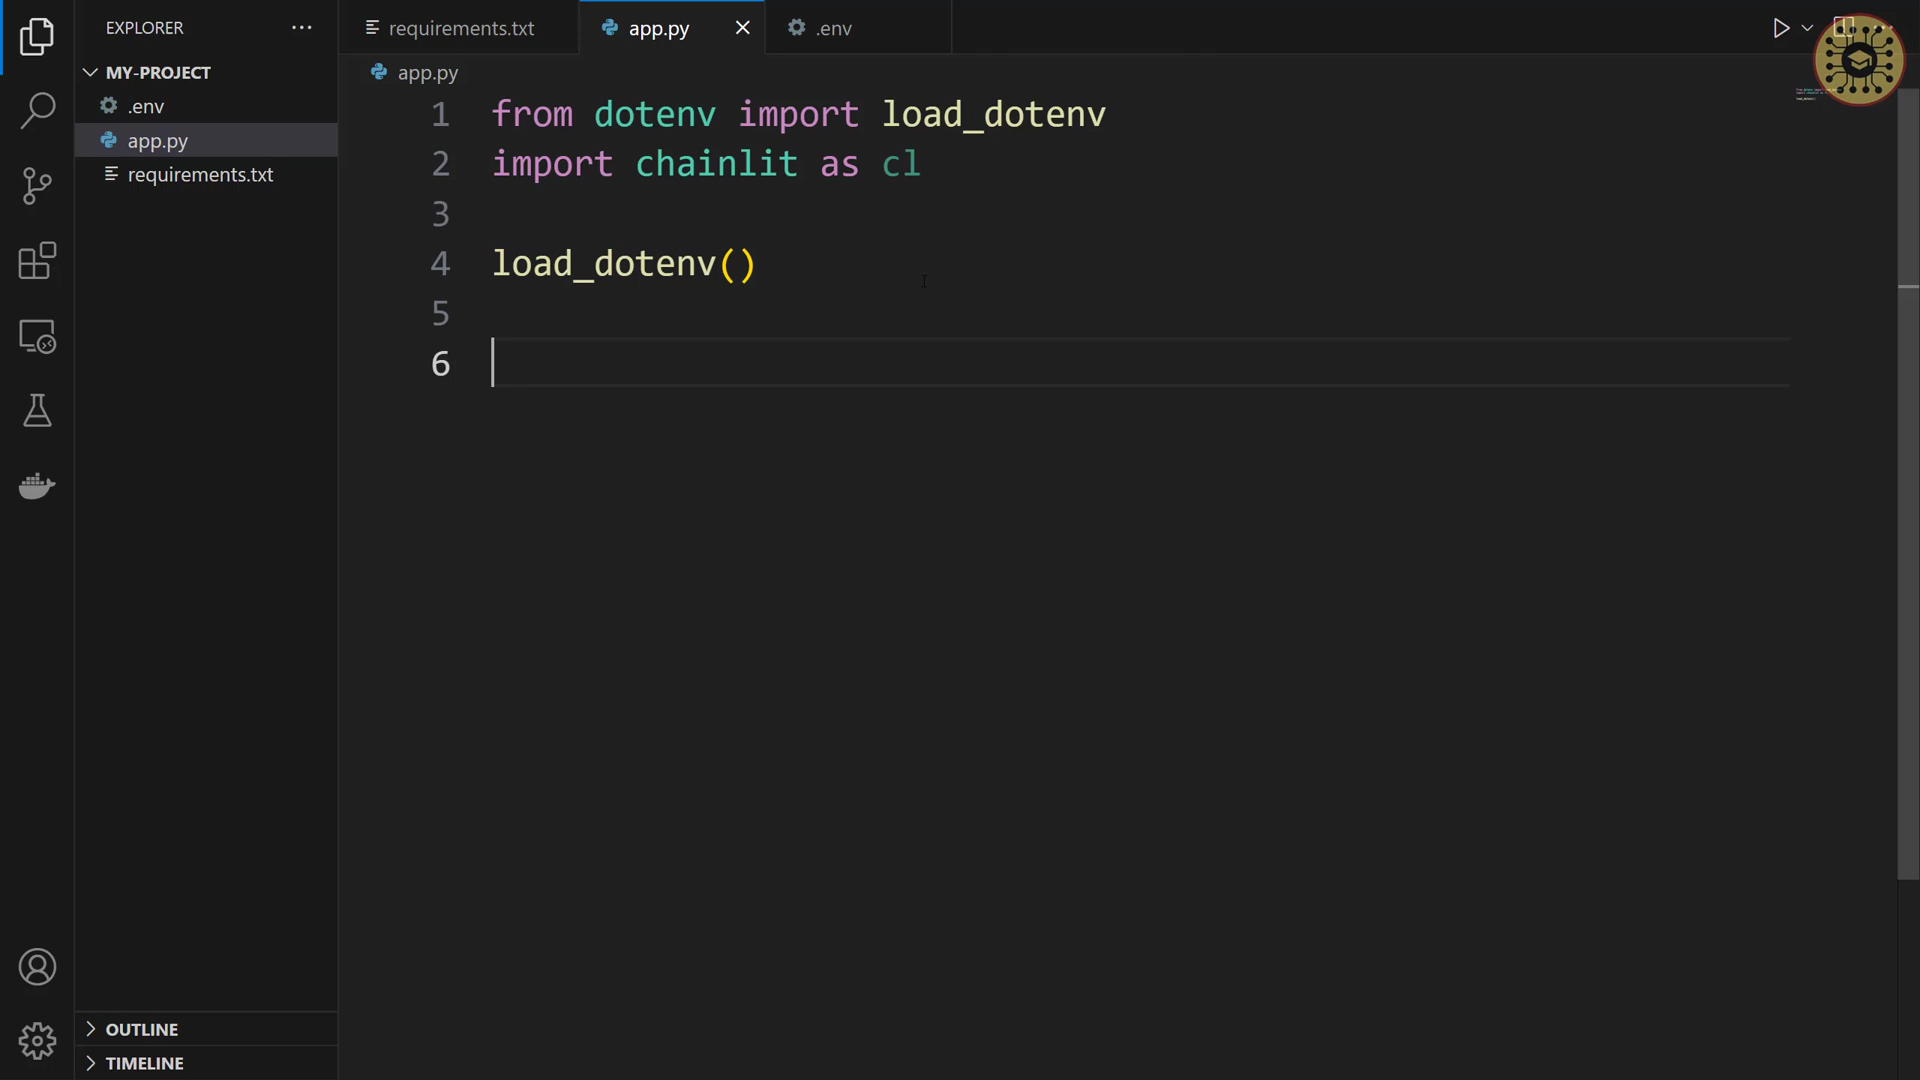 EXPLORER
MY-PROJECT
.env
app.py
requirements.txt
OUTLINE
TIMELINE
requirements.txt
app.py
.env
app.py
1 from dotenv import load_dotenv
2 import chainlit as cl
3
4 load_dotenv()
5
6